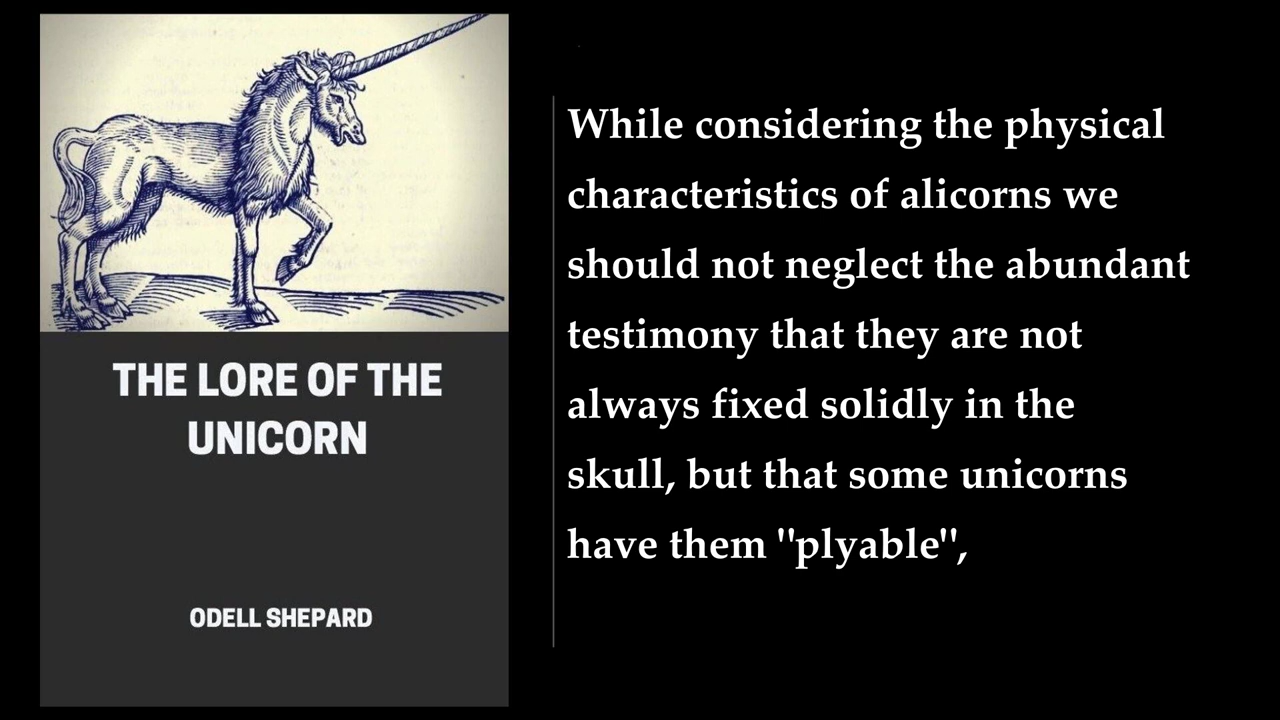 THE LORE OF THE
UNICORN
ODELL SHEPARD
While considering the physical
characteristics of alicorns we
should not neglect the abundant
testimony that they are not
always fixed solidly in the
skull, but that some unicorns
have them "plyable",